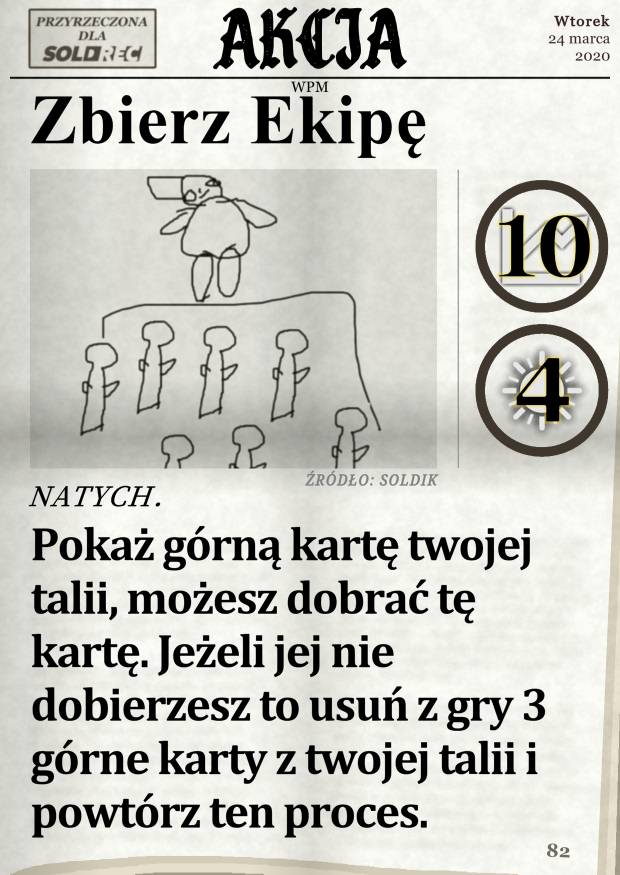 PRZYRZECZONA
DLA
SOLDREC
AKCJA
Wtorek
24 marca
2020
WPM
Zbierz Ekipę
10
4
ŹRÓDŁO: SOLDIK
NATYCH.
Pokaż górną kartę twojej
talii, możesz dobrać tę
kartę. Jeżeli jej nie
dobierzesz to usuń z gry 3
górne karty z twojej talii i
powtórz ten proces.
82